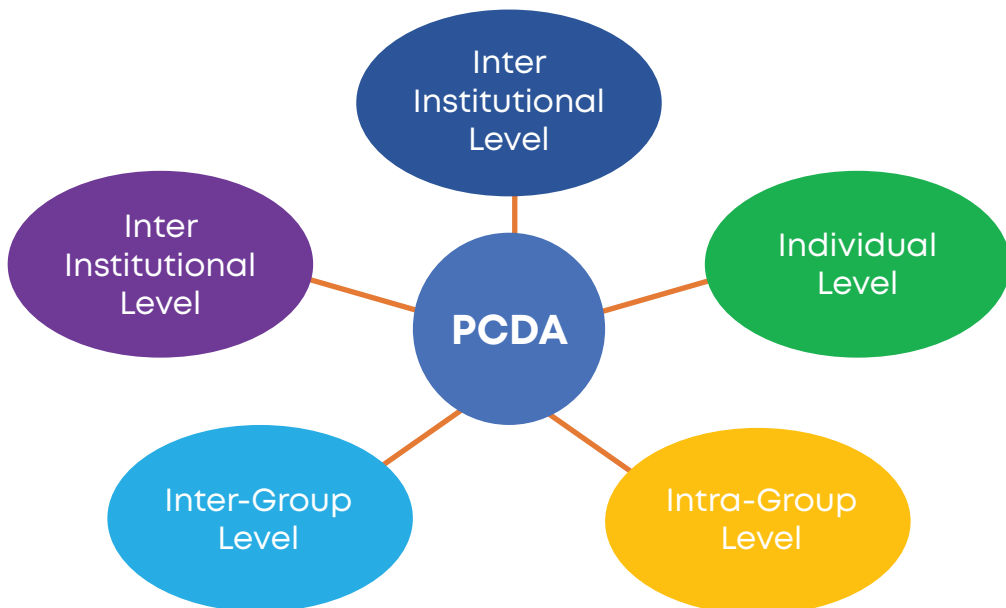 Inter
Institutional
Level
Inter
Institutional
Level
Individual
Level
PCDA
Inter-Group
Level
Intra-Group
Level